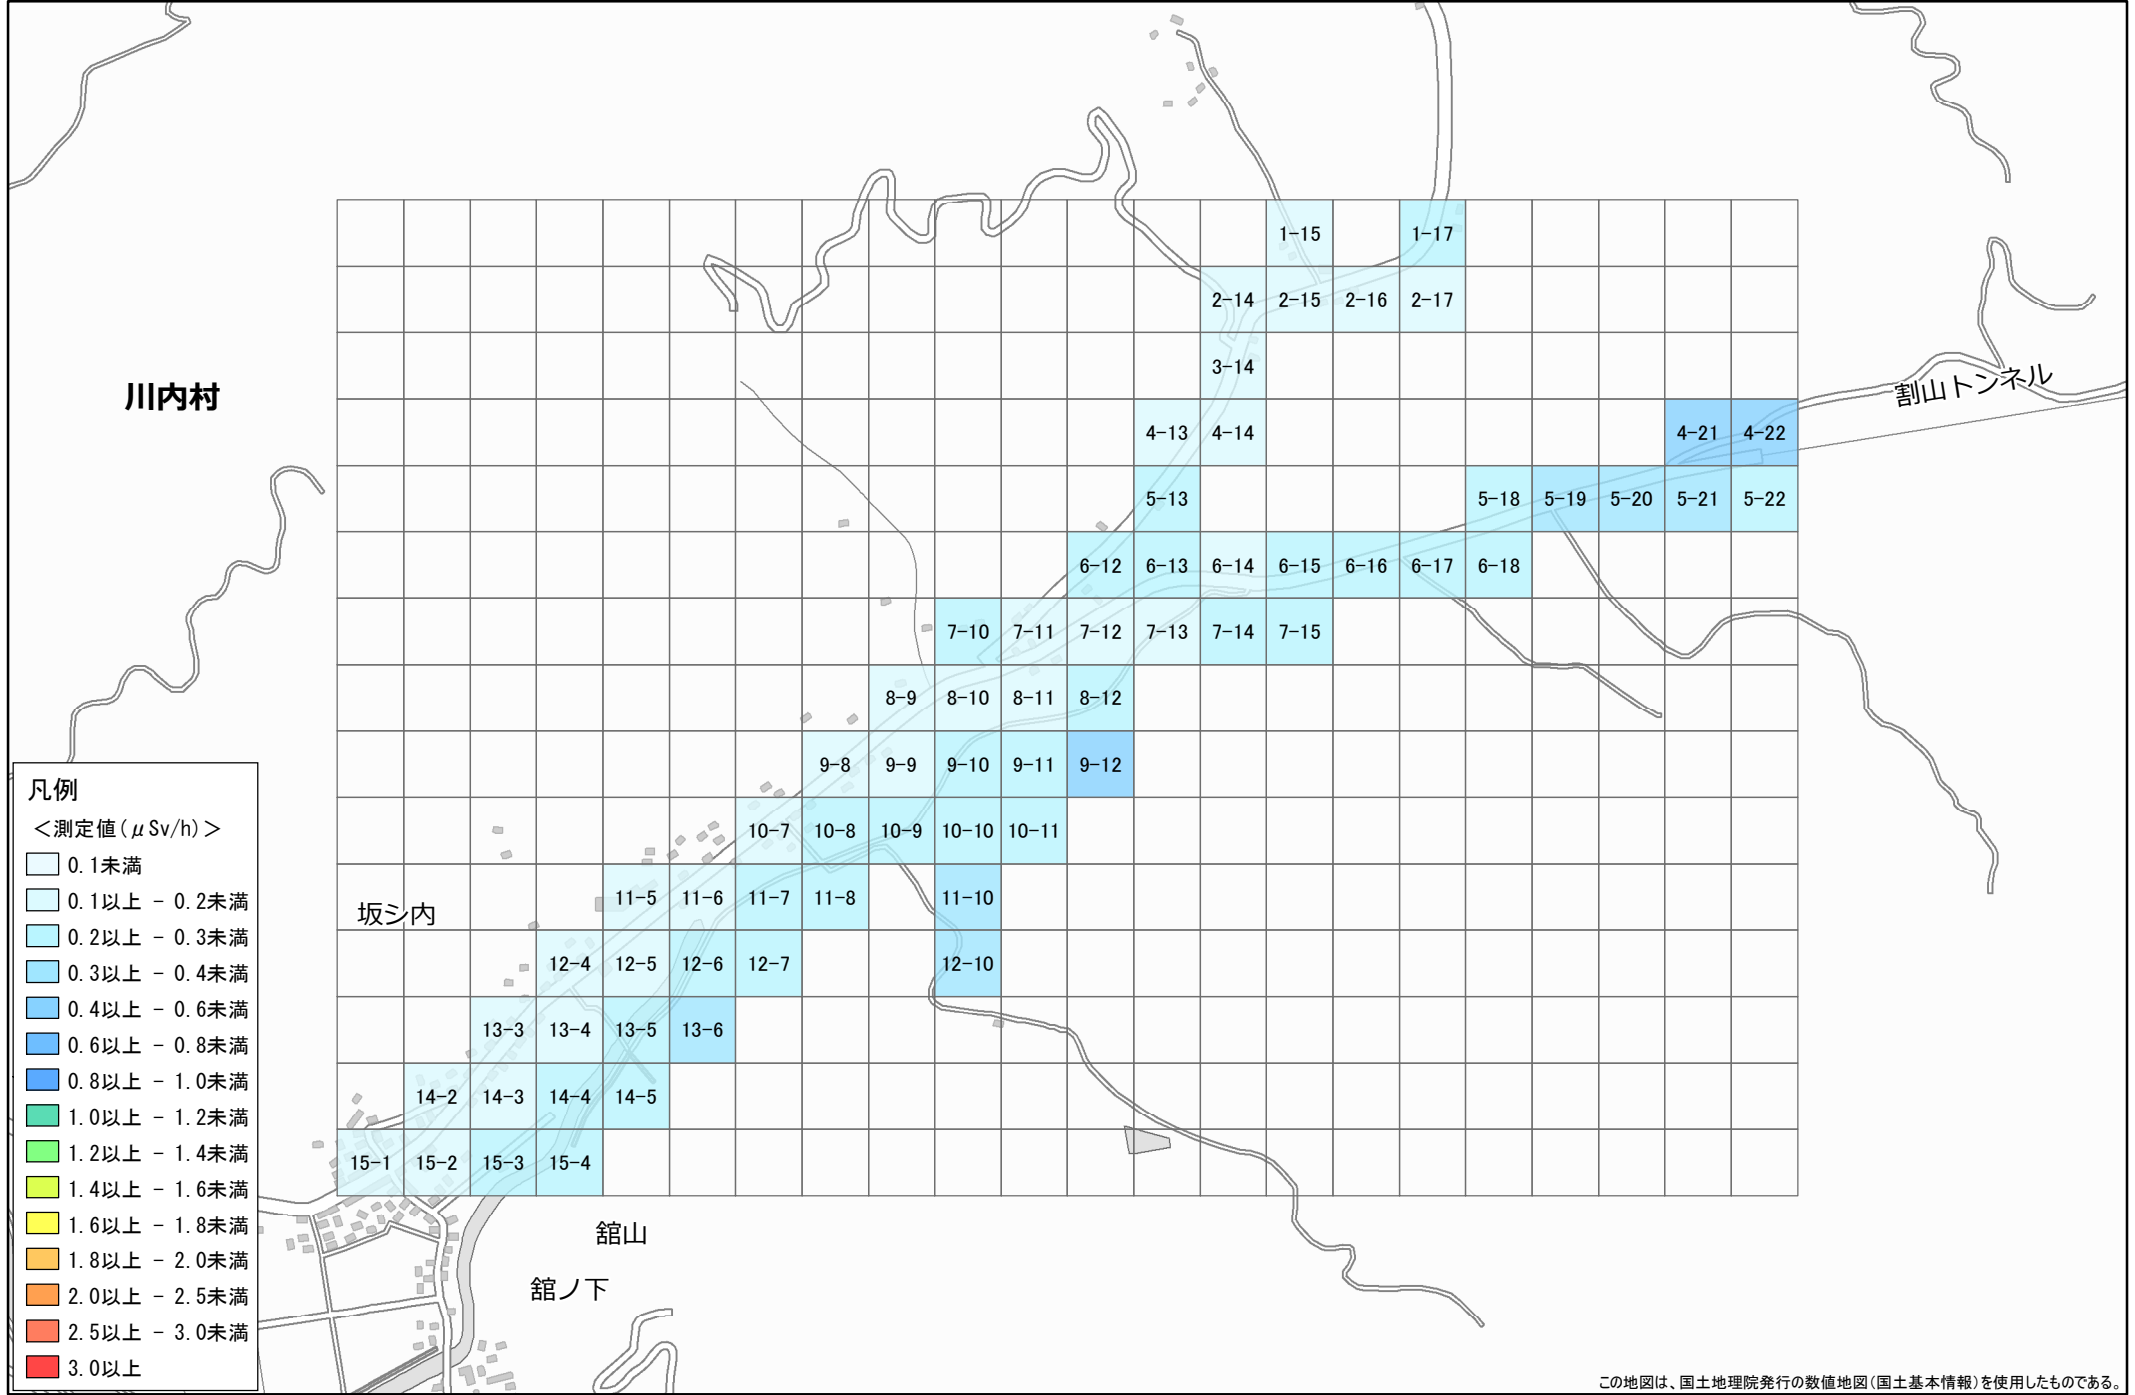 1-15 1-17
2-14 2-15 2-16 2-17
3-14
川内村
割山トンネル
4-13 4-14 4-21 4-22
5-13 5-18 5-19 5-20 5-21 5-22
6-12 6-13 6-14 6-15 6-16 6-17 6-18
7-10 7-11 7-12 7-13 7-14 7-15
8-9 8-10 8-11 8-12
9-8 9-9 9-10 9-11 9-12
10-7 10-8 10-9 10-10 10-11
11-5 11-6 11-7 11-8 11-10
坂シ内
12-4 12-5 12-6 12-7 12-10
13-3 13-4 13-5 13-6
14-2 14-3 14-4 14-5
15-1 15-2 15-3 15-4
舘山
舘ノ下
凡例
＜測定値(μSv/h)＞
0.1未満
0.1以上 - 0.2未満
0.2以上 - 0.3未満
0.3以上 - 0.4未満
0.4以上 - 0.6未満
0.6以上 - 0.8未満
0.8以上 - 1.0未満
1.0以上 - 1.2未満
1.2以上 - 1.4未満
1.4以上 - 1.6未満
1.6以上 - 1.8未満
1.8以上 - 2.0未満
2.0以上 - 2.5未満
2.5以上 - 3.0未満
3.0以上
この地図は、国土地理院発行の数値地図(国土基本情報)を使用したものである。